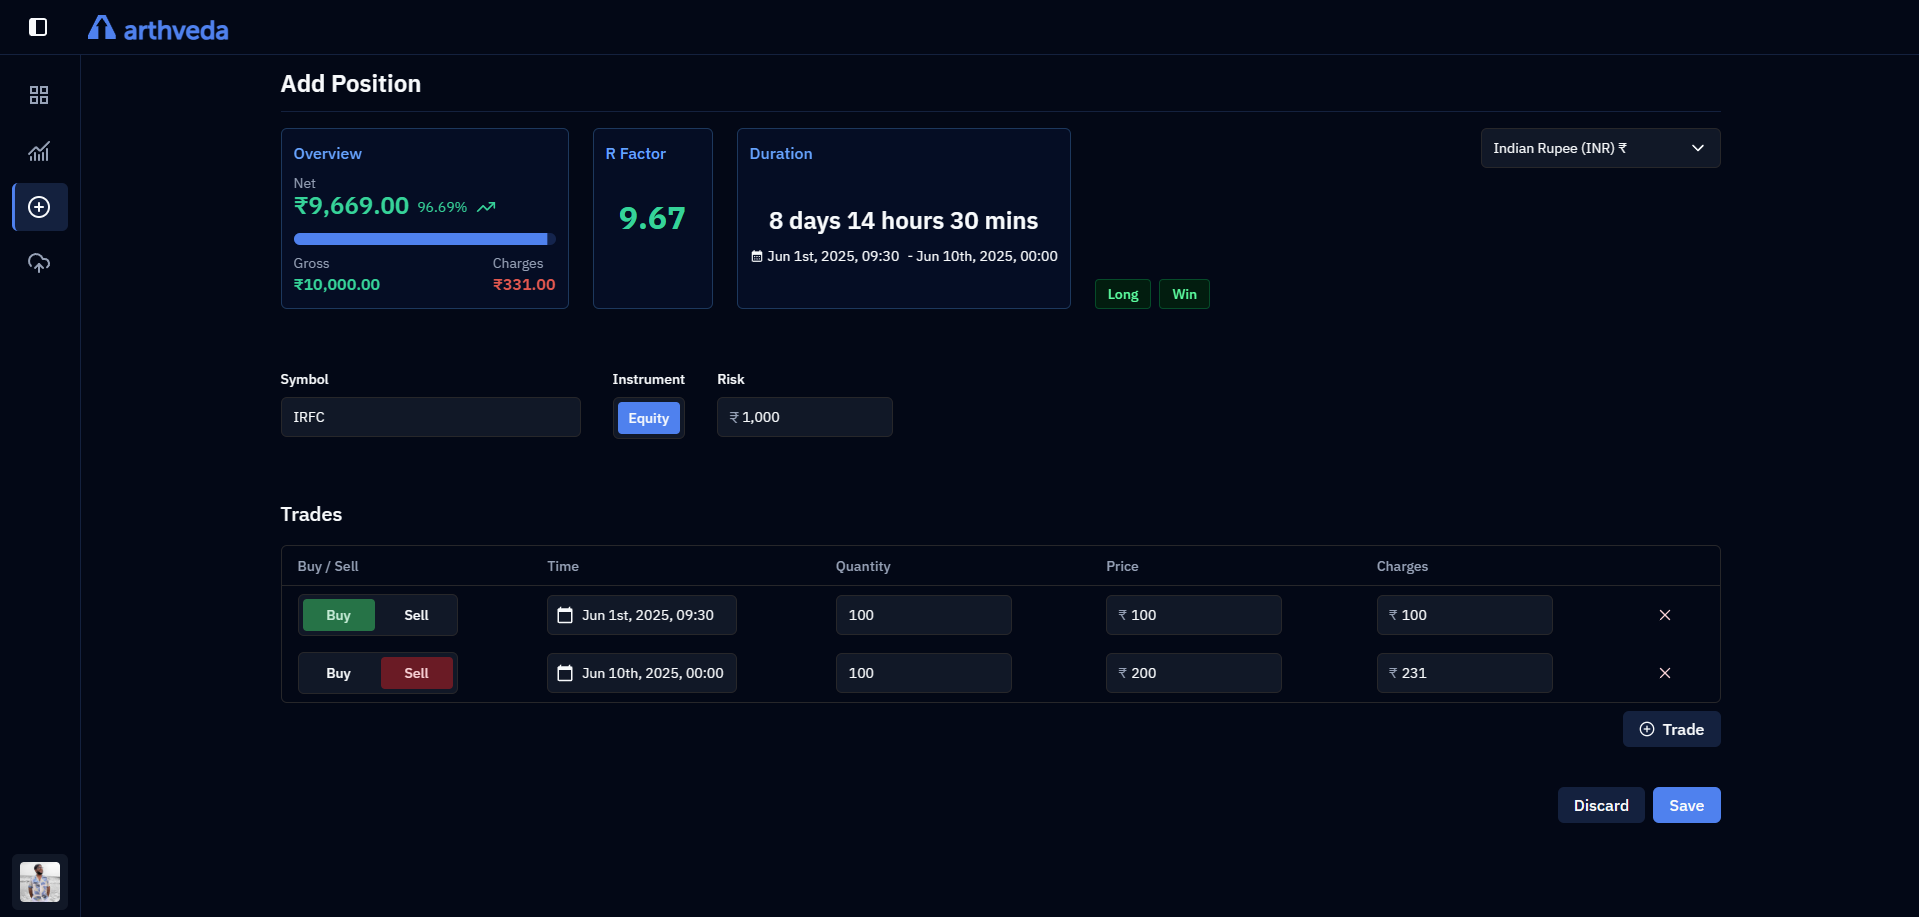 arthveda
Add Position
Overview
Net
₹9,669.00 96.69%
Gross Charges
₹10,000.00 ₹331.00
R Factor
9.67
Duration
8 days 14 hours 30 mins
Jun 1st, 2025, 09:30 - Jun 10th, 2025, 00:00
Long Win
Indian Rupee (INR) ₹
Symbol Instrument Risk
IRFC Equity ₹ 1,000
Trades
Buy / Sell Time Quantity Price Charges
Buy Sell Jun 1st, 2025, 09:30 100 ₹ 100 ₹ 100
Buy Sell Jun 10th, 2025, 00:00 100 ₹ 200 ₹ 231
Trade
Discard Save